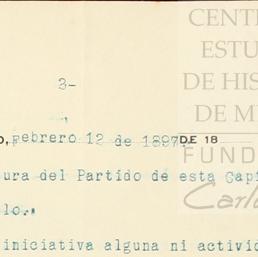 CENT
ESTU
DE HIS
DE M
FUND
Carlo
3-
o, Febrero 12 de 1897 DE 18
ura del Partido de esta Capi
lo.
iniciativa alguna ni activid